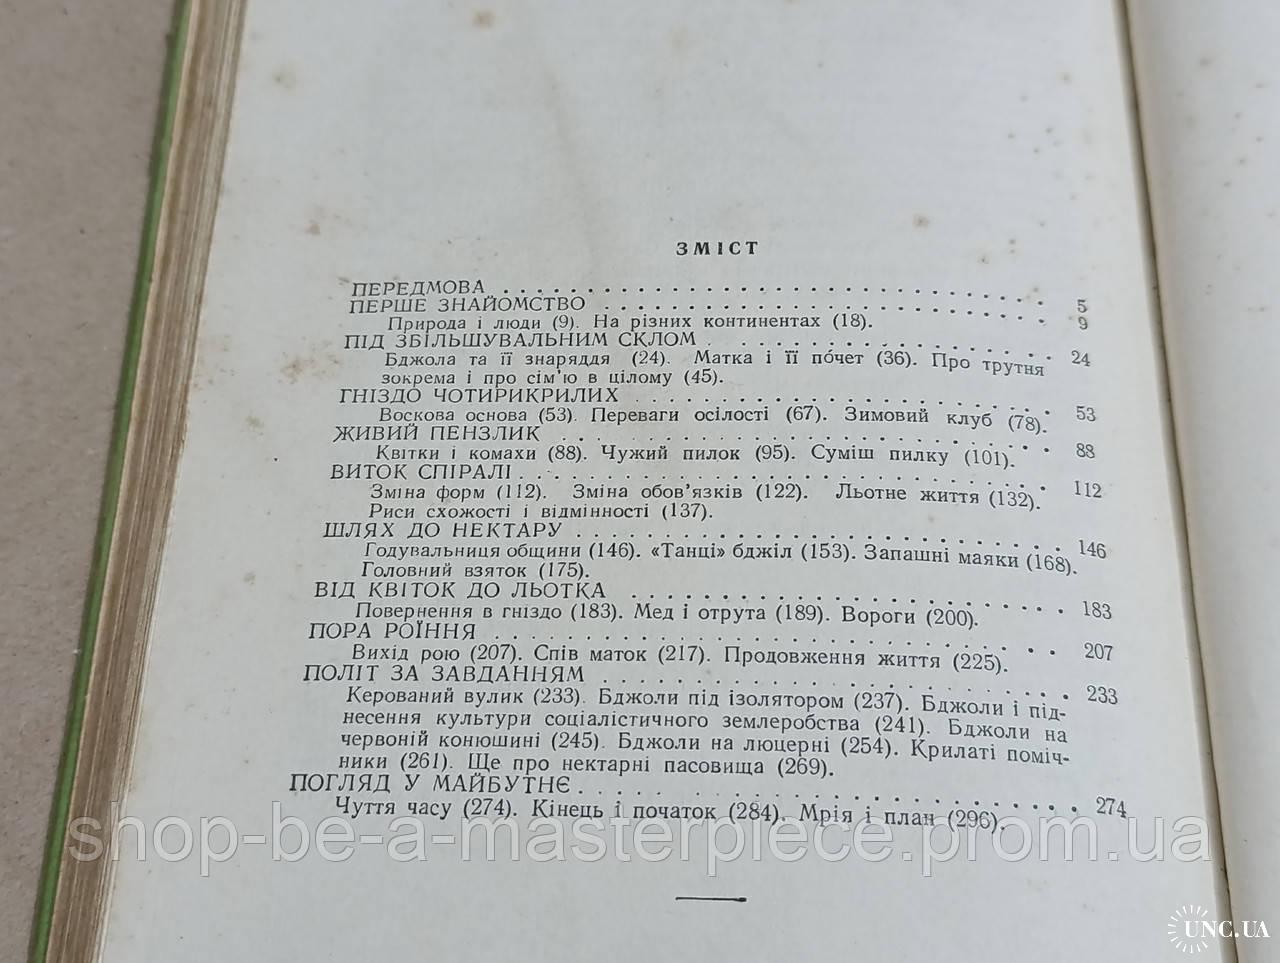 ЗМІСТ
ПЕРЕДМОВА . . . . . . . . . . . . . . . . . . . . 5
ПЕРШЕ ЗНАЙОМСТВО . . . . . . . . . . . . . . . . 9
Природа і люди (9). На різних континентах (18).
ПІД ЗБІЛЬШУВАЛЬНИМ СКЛОМ . . . . . . . . . . . . 24
Бджола та її знаряддя (24). Матка і її почет (36). Про трутня
зокрема і про сім’ю в цілому (45).
ГНІЗДО ЧОТИРИКРИЛИХ . . . . . . . . . . . . . . . 53
Воскова основа (53). Переваги осілості (67). Зимовий клуб (78).
ЖИВИЙ ПЕНЗЛИК . . . . . . . . . . . . . . . . . . 88
Квітки і комахи (88). Чужий пилок (95). Суміш пилку (101).
ВИТОК СПІРАЛІ . . . . . . . . . . . . . . . . . . 112
Зміна форм (112). Зміна обов’язків (122). Льотне життя (132).
Риси схожості і відмінності (137).
ШЛЯХ ДО НЕКТАРУ . . . . . . . . . . . . . . . . . 146
Годувальниця общини (146). «Танці» бджіл (153). Запашні маяки (168).
Головний взяток (175).
ВІД КВІТОК ДО ЛЬОТКА . . . . . . . . . . . . . . . 183
Повернення в гніздо (183). Мед і отрута (189). Вороги (200).
ПОРА РОЇННЯ . . . . . . . . . . . . . . . . . . . 207
Вихід рою (207). Спів маток (217). Продовження життя (225).
ПОЛІТ ЗА ЗАВДАННЯМ . . . . . . . . . . . . . . . . 233
Керований вулик (233). Бджоли під ізолятором (237). Бджоли і під-
несення культури соціалістичного землеробства (241). Бджоли на
червоній конюшині (245). Бджоли на люцерні (254). Крилаті поміч-
ники (261). Ще про нектарні пасовища (269).
ПОГЛЯД У МАЙБУТНЄ . . . . . . . . . . . . . . . . 274
Чуття часу (274). Кінець і початок (284). Мрія і план (296).
shop-be-a-masterpiece.prom.ua
UNC.UA